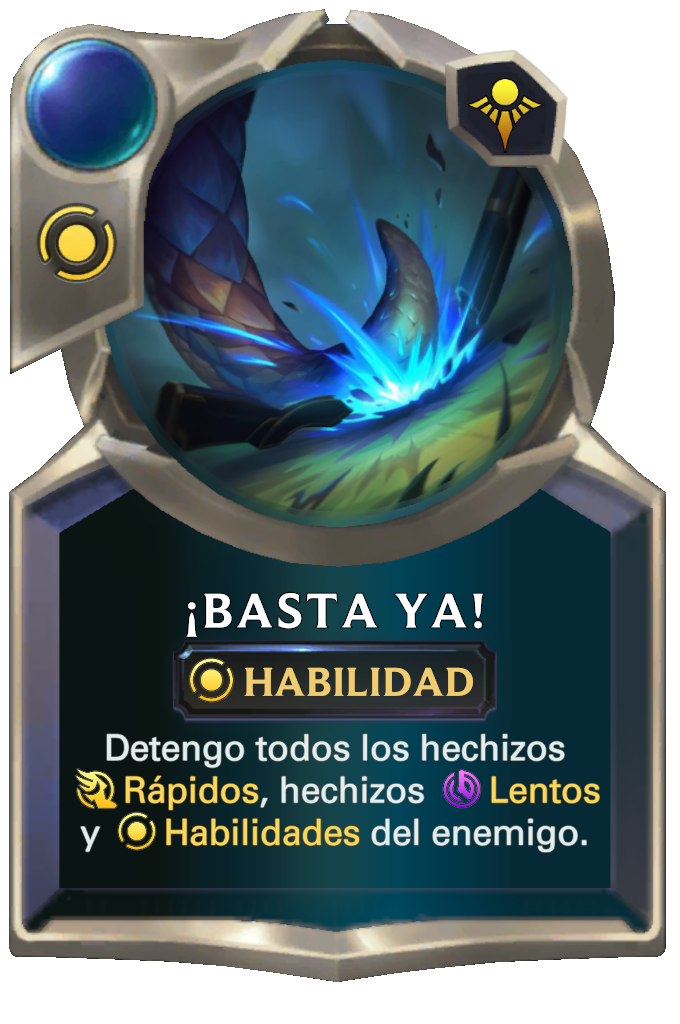 ¡BASTA YA!
HABILIDAD
Detengo todos los hechizos
Rápidos, hechizos Lentos
y Habilidades del enemigo.